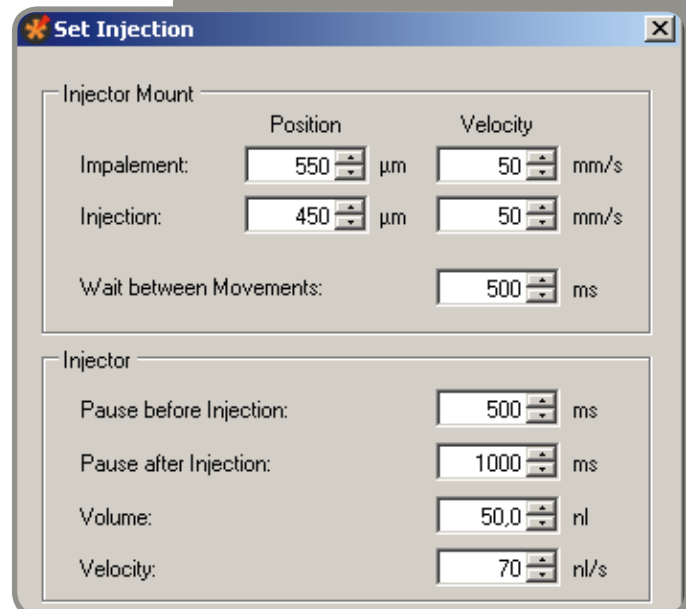 Set Injection
Injector Mount
Position Velocity
Impalement: 550 µm 50 mm/s
Injection: 450 µm 50 mm/s
Wait between Movements: 500 ms
Injector
Pause before Injection: 500 ms
Pause after Injection: 1000 ms
Volume: 50,0 nl
Velocity: 70 nl/s